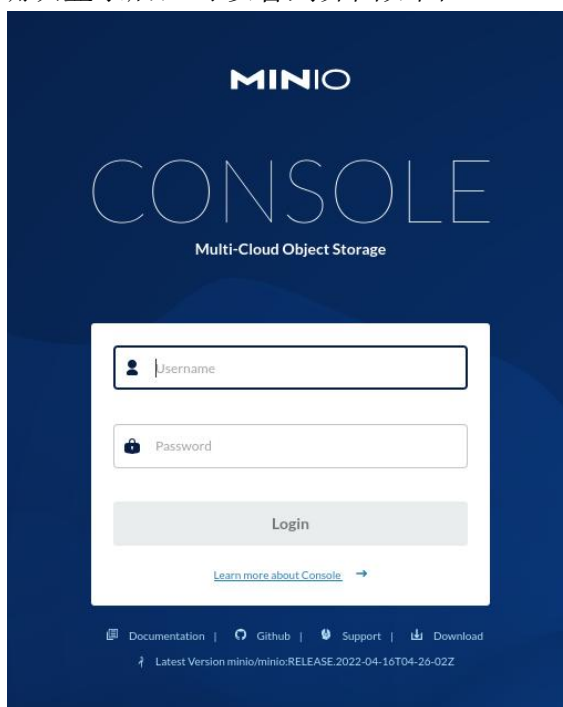 MINIO
CONSOLE
Multi-Cloud Object Storage
Username
Password
Login
Learn more about Console →
Documentation | Github | Support | Download
Latest Version minio/minio:RELEASE.2022-04-16T04-26-02Z